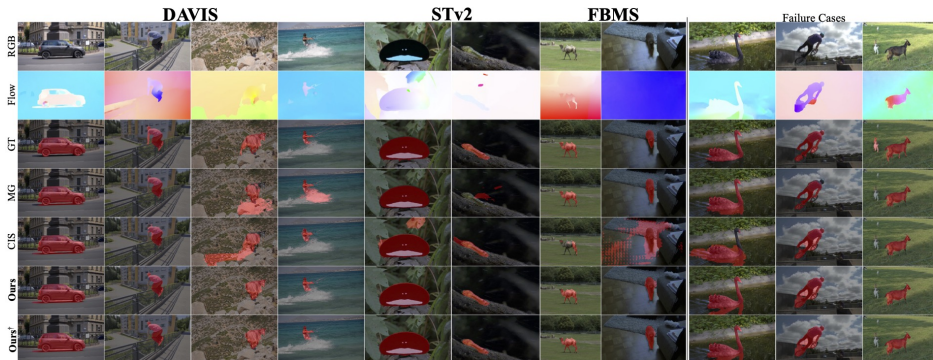 DAVIS STv2 FBMS Failure Cases
RGB
Flow
GT
MG
CIS
Ours
Ours†